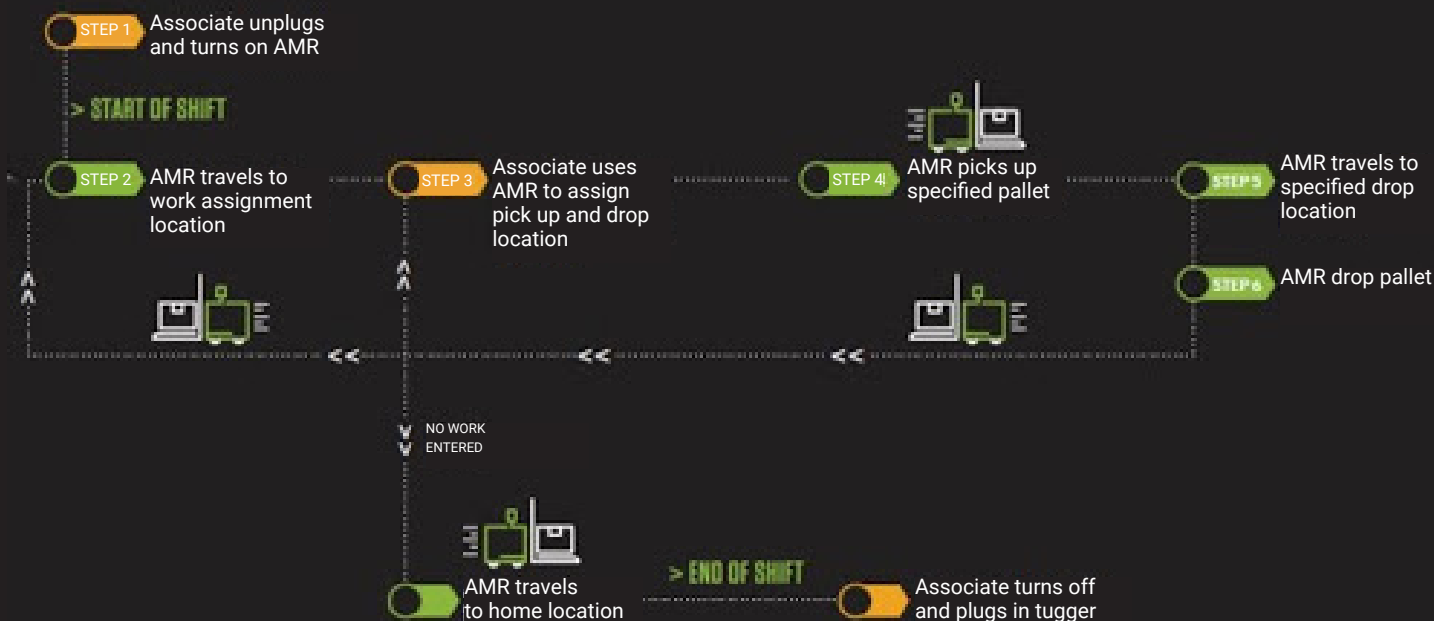 STEP 1
Associate unplugs
and turns on AMR
> START OF SHIFT
STEP 2
AMR travels to
work assignment
location
STEP 3
Associate uses
AMR to assign
pick up and drop
location
STEP 4
AMR picks up
specified pallet
STEP 5
AMR travels to
specified drop
location
STEP 6
AMR drop pallet
<<
<<
<<
NO WORK
ENTERED
AMR travels
to home location
> END OF SHIFT
Associate turns off
and plugs in tugger